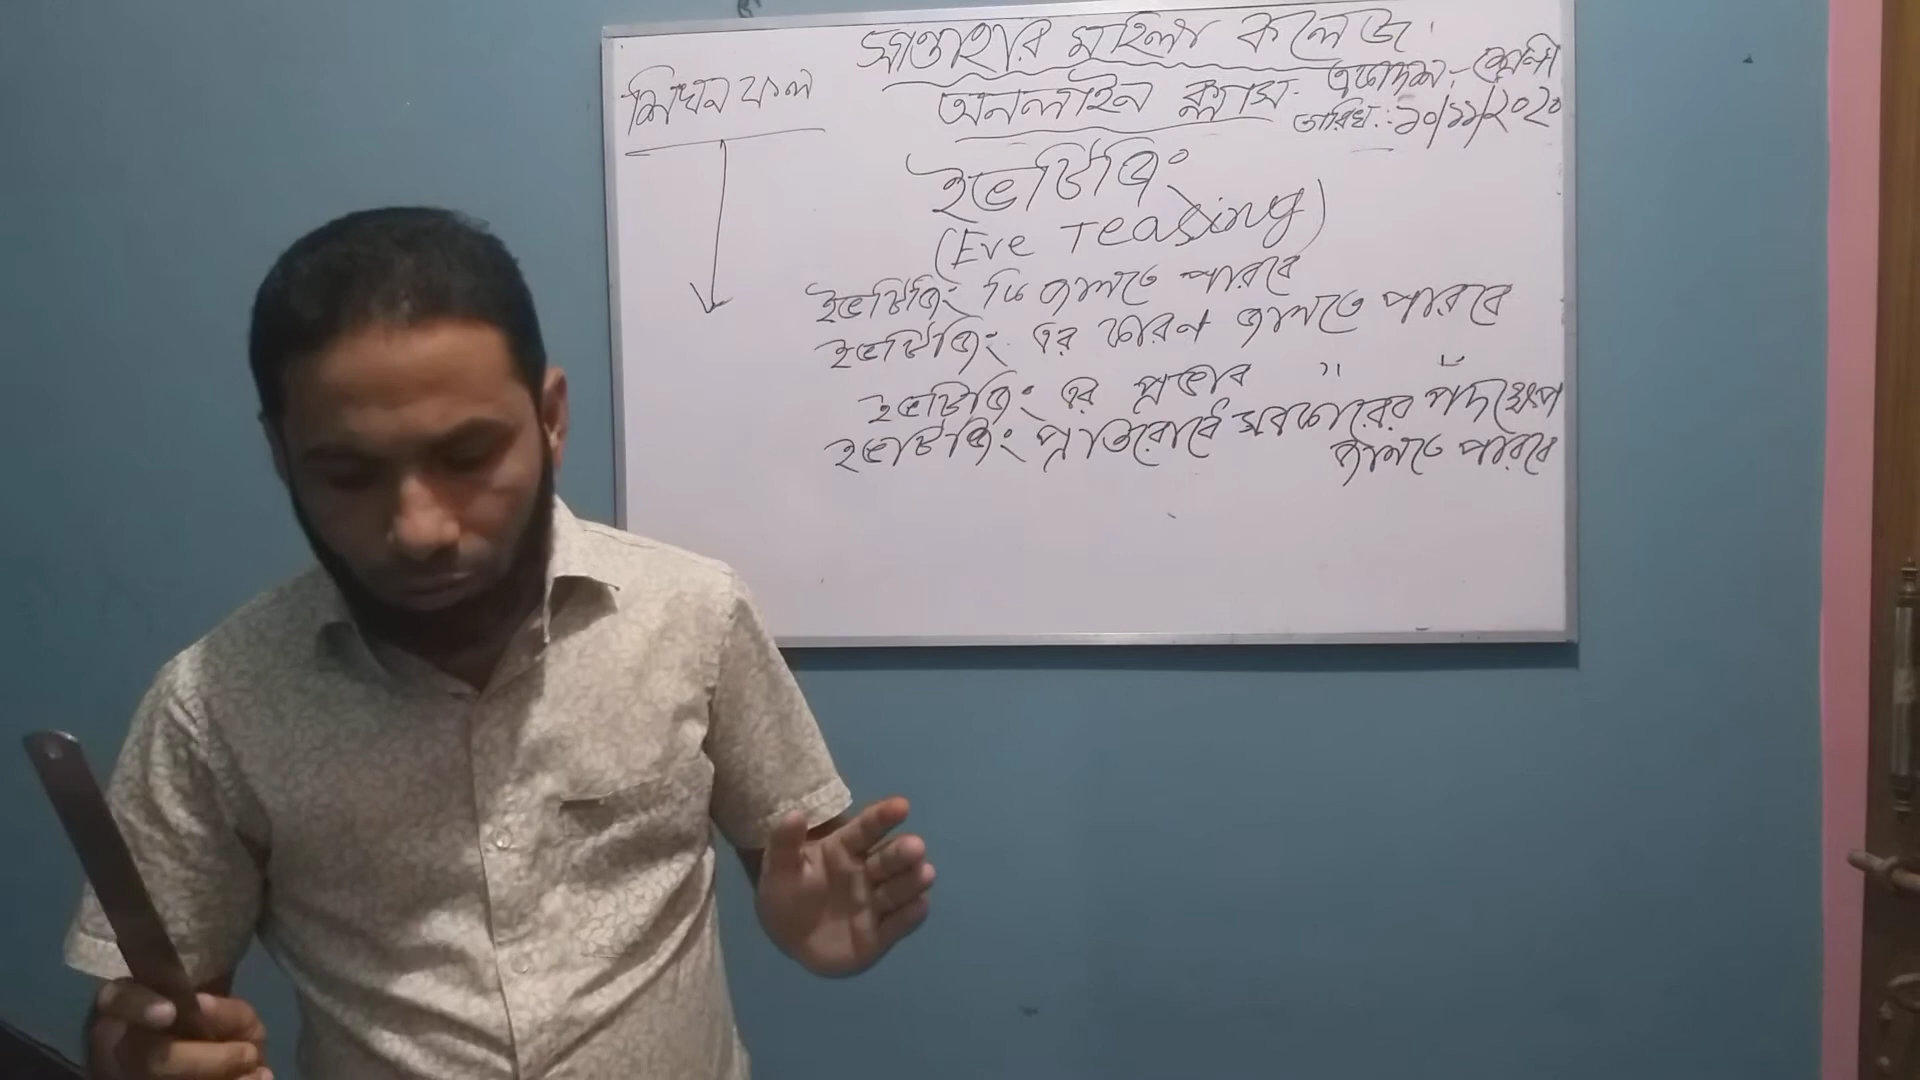 সান্তাহার মহিলা কলেজ
শিখনফল
অনলাইন ক্লাস একাদশ-শ্রেণী
তারিখ: ১০/১১/২০২০
ইভটিজিং
(Eve Teasing)
ইভটিজিং কি জানতে পারবে
ইভটিজিং এর কারণ জানতে পারবে
ইভটিজিং এর প্রভাব " "
ইভটিজিং প্রতিরোধে সরকারের পদক্ষেপ
জানতে পারবে